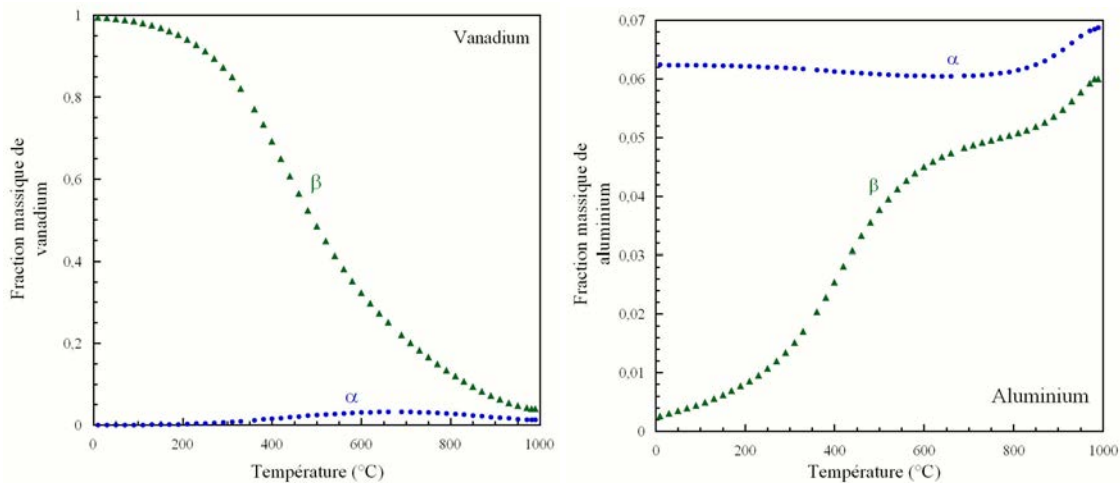 Vanadium
Fraction massique de
vanadium
1
0,8
0,6
0,4
0,2
0
β
α
0 200 400 600 800 1000
Température (°C)
Fraction massique de
aluminium
0,07
0,06
0,05
0,04
0,03
0,02
0,01
0,00
α
β
Aluminium
0 200 400 600 800 1000
Température (°C)